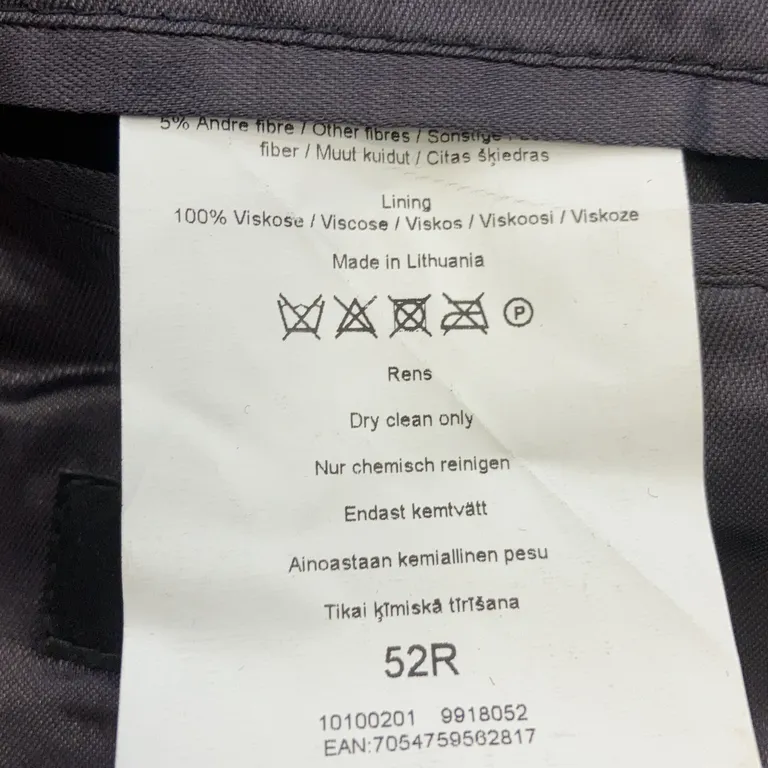 5% Andre fibre / Other fibres / Sonstige
fiber / Muut kuidut / Citas šķiedras
Lining
100% Viskose / Viscose / Viskos / Viskoosi / Viskoze
Made in Lithuania
P
Rens
Dry clean only
Nur chemisch reinigen
Endast kemtvätt
Ainoastaan kemiallinen pesu
Tikai ķīmiskā tīrīšana
52R
10100201 9918052
EAN:7054759562817